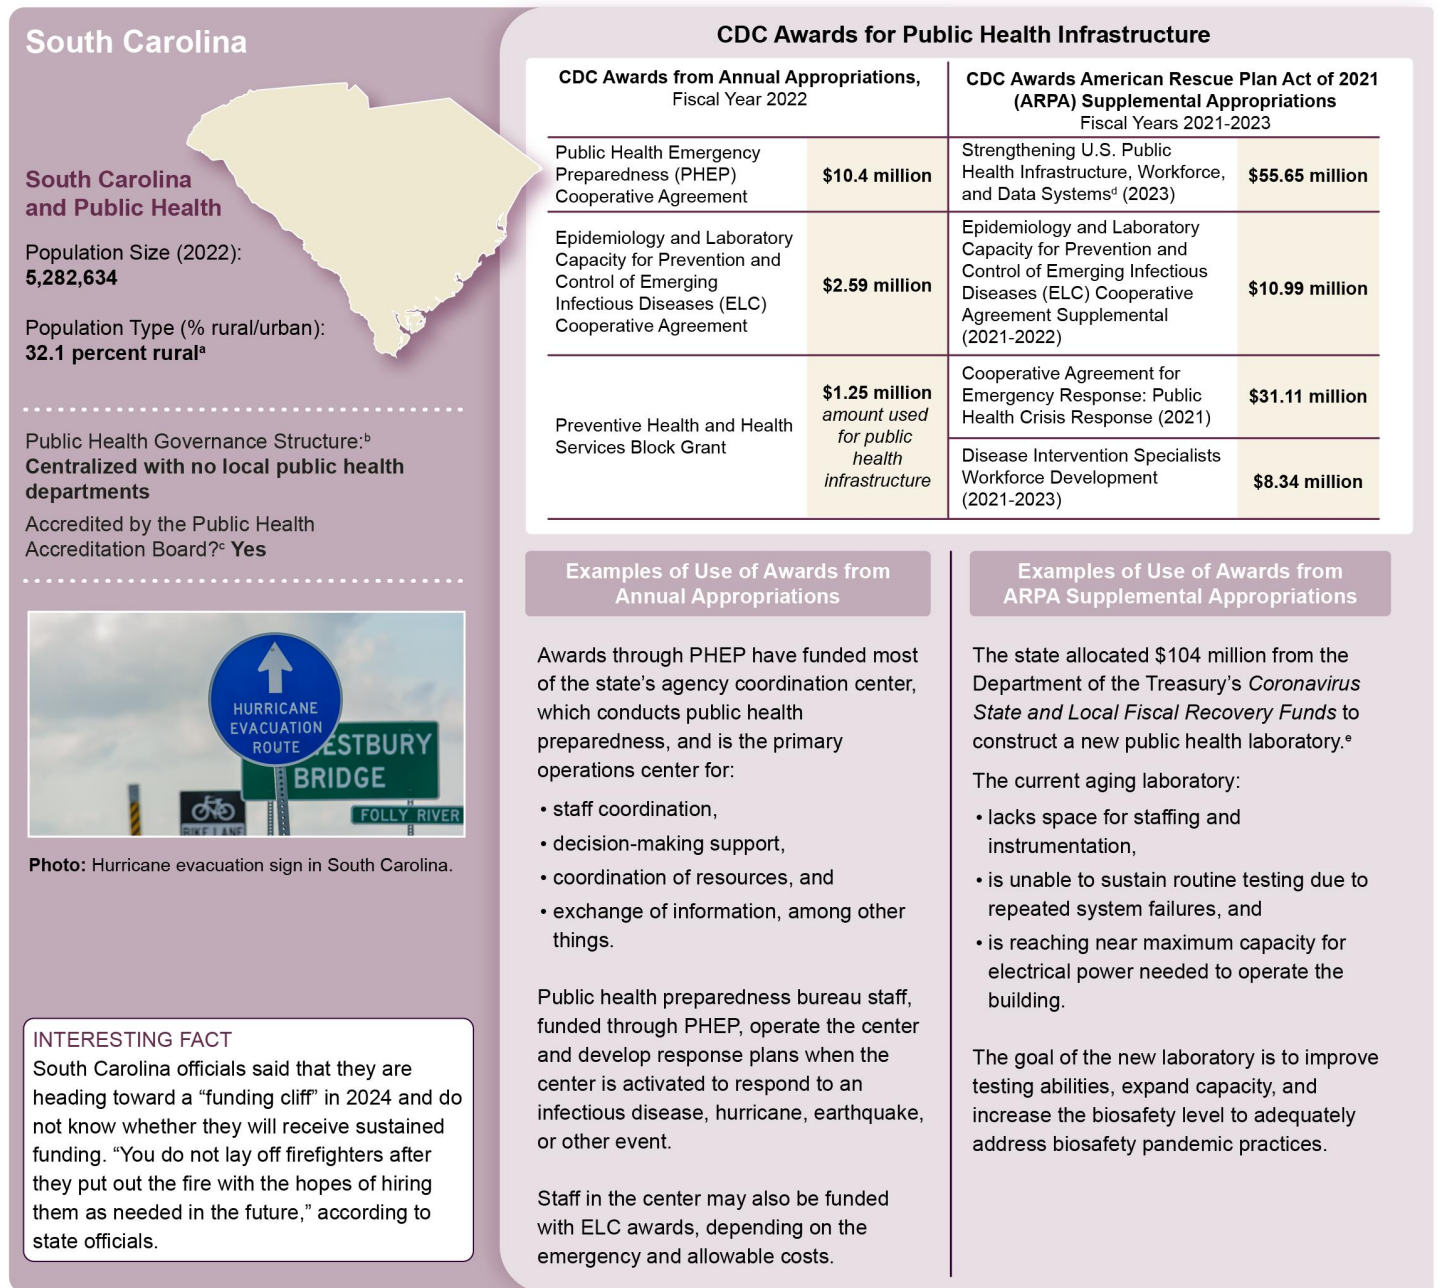 South Carolina
South Carolina
and Public Health
Population Size (2022):
5,282,634
Population Type (% rural/urban):
32.1 percent ruralᵃ
Public Health Governance Structure:ᵇ
Centralized with no local public health
departments
Accredited by the Public Health
Accreditation Board?ᶜ Yes
HURRICANE
EVACUATION
ROUTE
ESTBURY
BRIDGE
FOLLY RIVER
BIKE LANE
Photo: Hurricane evacuation sign in South Carolina.
INTERESTING FACT
South Carolina officials said that they are
heading toward a “funding cliff” in 2024 and do
not know whether they will receive sustained
funding. “You do not lay off firefighters after
they put out the fire with the hopes of hiring
them as needed in the future,” according to
state officials.
CDC Awards for Public Health Infrastructure
CDC Awards from Annual Appropriations,
Fiscal Year 2022
Public Health Emergency
Preparedness (PHEP)
Cooperative Agreement
$10.4 million
Epidemiology and Laboratory
Capacity for Prevention and
Control of Emerging
Infectious Diseases (ELC)
Cooperative Agreement
$2.59 million
Preventive Health and Health
Services Block Grant
$1.25 million
amount used
for public
health
infrastructure
CDC Awards American Rescue Plan Act of 2021
(ARPA) Supplemental Appropriations
Fiscal Years 2021-2023
Strengthening U.S. Public
Health Infrastructure, Workforce,
and Data Systemsᵈ (2023)
$55.65 million
Epidemiology and Laboratory
Capacity for Prevention and
Control of Emerging Infectious
Diseases (ELC) Cooperative
Agreement Supplemental
(2021-2022)
$10.99 million
Cooperative Agreement for
Emergency Response: Public
Health Crisis Response (2021)
$31.11 million
Disease Intervention Specialists
Workforce Development
(2021-2023)
$8.34 million
Examples of Use of Awards from
Annual Appropriations
Awards through PHEP have funded most
of the state’s agency coordination center,
which conducts public health
preparedness, and is the primary
operations center for:
• staff coordination,
• decision-making support,
• coordination of resources, and
• exchange of information, among other
things.
Public health preparedness bureau staff,
funded through PHEP, operate the center
and develop response plans when the
center is activated to respond to an
infectious disease, hurricane, earthquake,
or other event.
Staff in the center may also be funded
with ELC awards, depending on the
emergency and allowable costs.
Examples of Use of Awards from
ARPA Supplemental Appropriations
The state allocated $104 million from the
Department of the Treasury’s Coronavirus
State and Local Fiscal Recovery Funds to
construct a new public health laboratory.ᵉ
The current aging laboratory:
• lacks space for staffing and
instrumentation,
• is unable to sustain routine testing due to
repeated system failures, and
• is reaching near maximum capacity for
electrical power needed to operate the
building.
The goal of the new laboratory is to improve
testing abilities, expand capacity, and
increase the biosafety level to adequately
address biosafety pandemic practices.